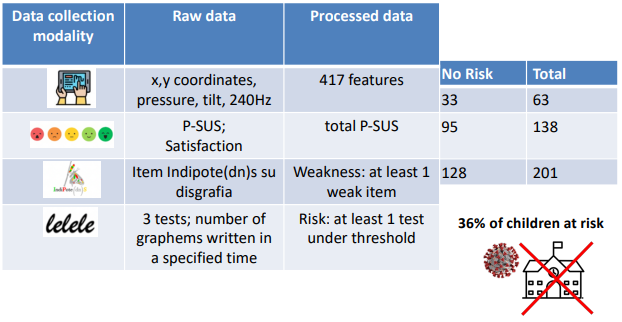 Data collection modality
Raw data
Processed data
x,y coordinates, pressure, tilt, 240Hz
417 features
P-SUS; Satisfaction
total P-SUS
IndiPote(dn)S
Item Indipote(dn)s su disgrafia
Weakness: at least 1 weak item
lelele
3 tests; number of graphems written in a specified time
Risk: at least 1 test under threshold
No Risk
Total
33
63
95
138
128
201
36% of children at risk